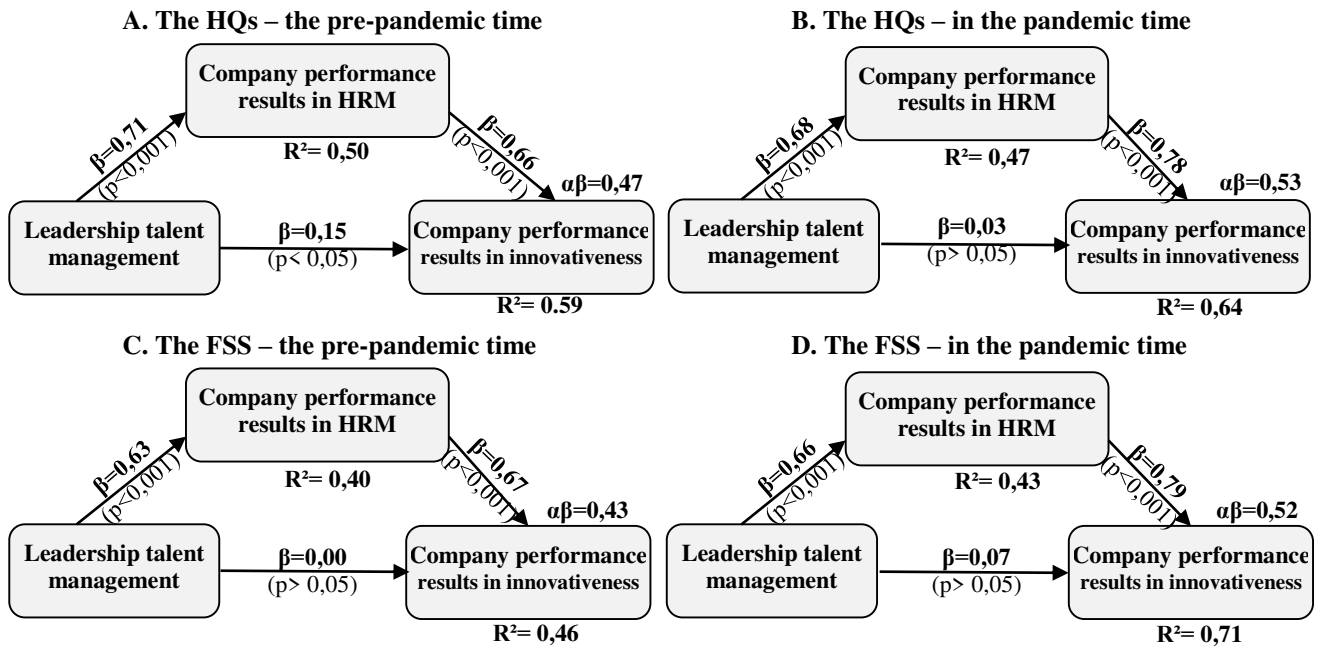 A. The HQs – the pre-pandemic time
Company performance
results in HRM
β=0,71
(p<0,001)
R²= 0,50
β=0,66
(p<0,001)
αβ=0,47
Leadership talent
management
β=0,15
(p< 0,05)
Company performance
results in innovativeness
R²= 0.59
B. The HQs – in the pandemic time
Company performance
results in HRM
β=0,68
(p<0,001)
R²= 0,47
β=0,78
(p<0,001)
αβ=0,53
Leadership talent
management
β=0,03
(p> 0,05)
Company performance
results in innovativeness
R²= 0,64
C. The FSS – the pre-pandemic time
Company performance
results in HRM
β=0,63
(p<0,001)
R²= 0,40
β=0,67
(p<0,001)
αβ=0,43
Leadership talent
management
β=0,00
(p> 0,05)
Company performance
results in innovativeness
R²= 0,46
D. The FSS – in the pandemic time
Company performance
results in HRM
β=0,66
(p<0,001)
R²= 0,43
β=0,79
(p<0,001)
αβ=0,52
Leadership talent
management
β=0,07
(p> 0,05)
Company performance
results in innovativeness
R²= 0,71